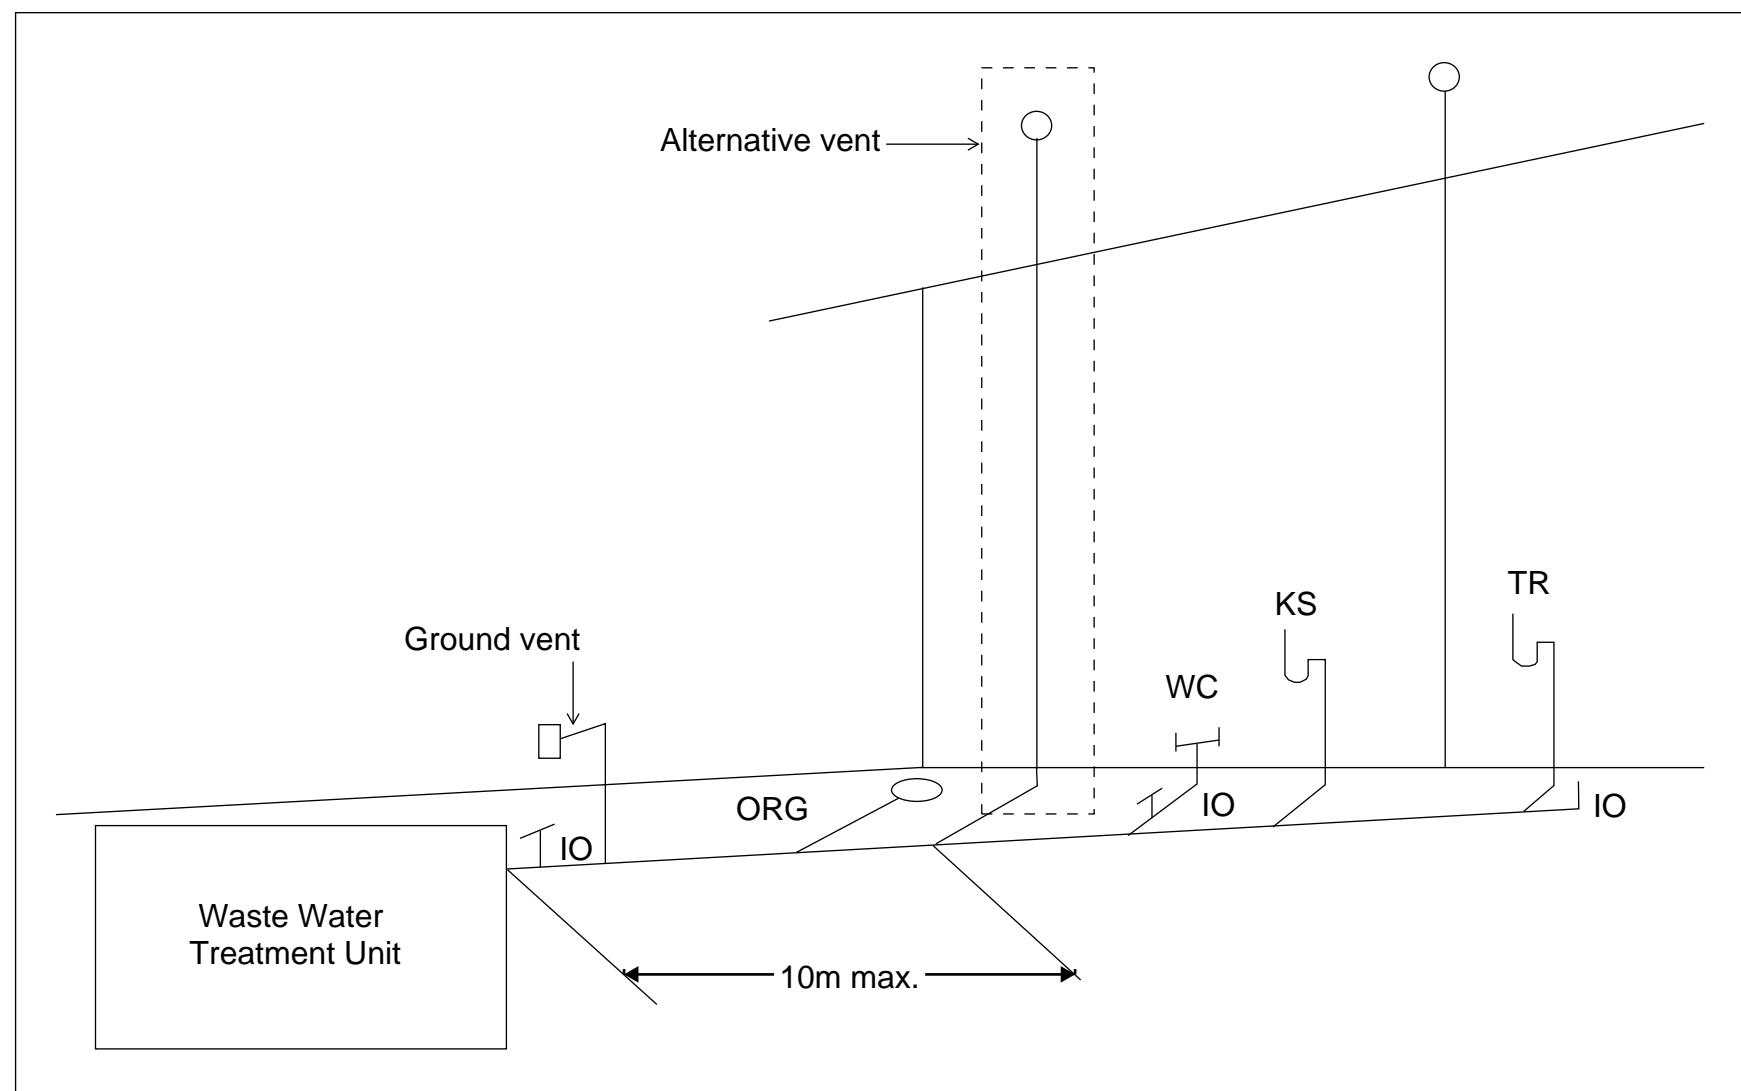 Alternative vent
TR
KS
Ground vent
WC
ORG
IO
IO
IO
Waste Water
Treatment Unit
10m max.